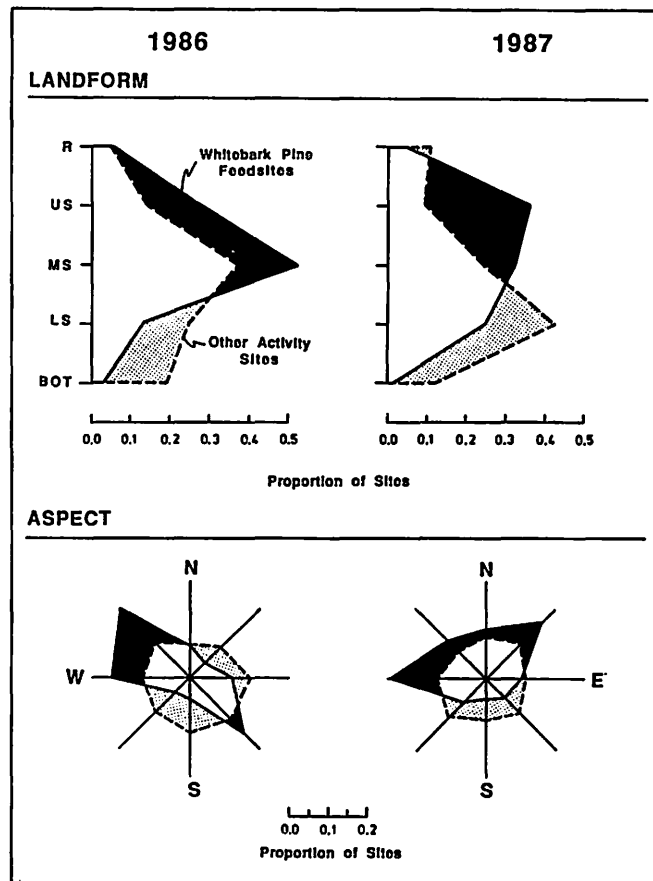 1986 1987
LANDFORM
R
Whitebark Pine
Feedsites
US
MS
LS
Other Activity
Sites
BOT
0.0 0.1 0.2 0.3 0.4 0.5 0.0 0.1 0.2 0.3 0.4 0.5
Proportion of Sites
ASPECT
N N
W E
S S
0.0 0.1 0.2
Proportion of Sites